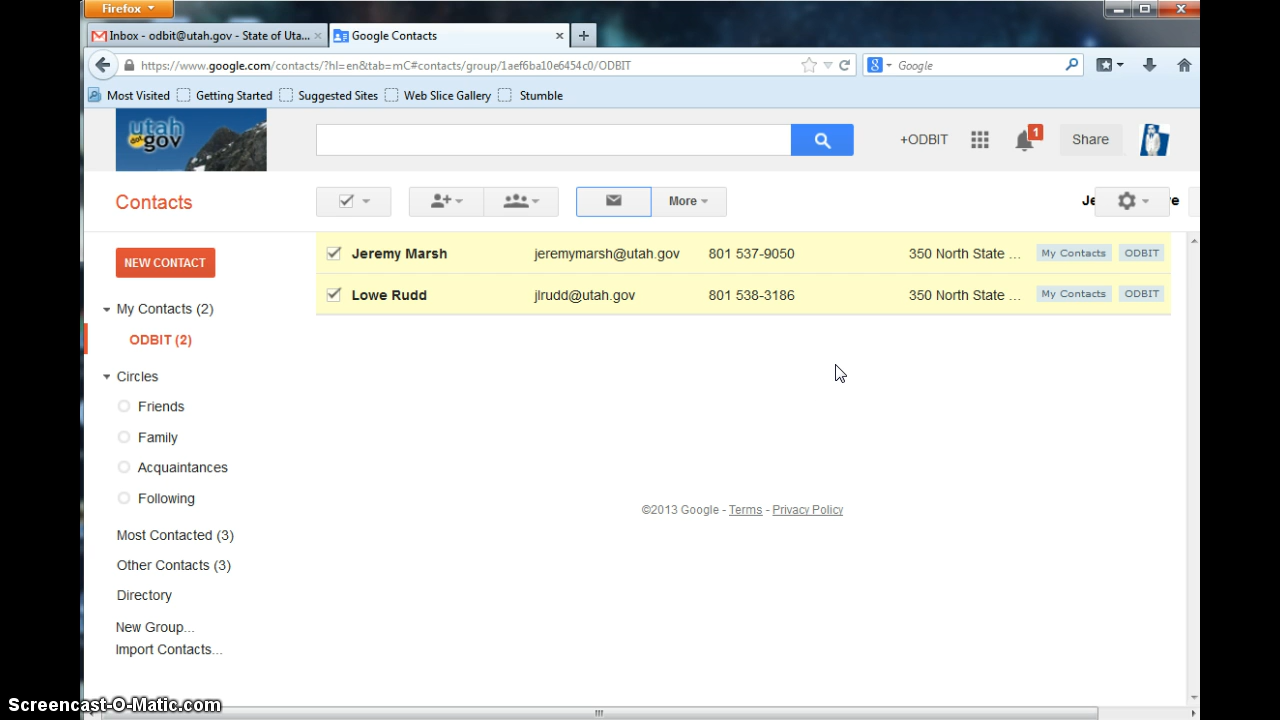 Firefox
Inbox - odbit@utah.gov - State of Uta...
Google Contacts
https://www.google.com/contacts/?hl=en&tab=mC#contacts/group/1aef6ba10e6454c0/ODBIT
Google
Most Visited
Getting Started
Suggested Sites
Web Slice Gallery
Stumble
utah
gov
+ODBIT
1
Share
Contacts
More
NEW CONTACT
Jeremy Marsh jeremymarsh@utah.gov 801 537-9050 350 North State ... My Contacts ODBIT
Lowe Rudd jlrudd@utah.gov 801 538-3186 350 North State ... My Contacts ODBIT
My Contacts (2)
ODBIT (2)
Circles
Friends
Family
Acquaintances
Following
Most Contacted (3)
Other Contacts (3)
Directory
New Group...
Import Contacts...
©2013 Google - Terms - Privacy Policy
Screencast-O-Matic.com